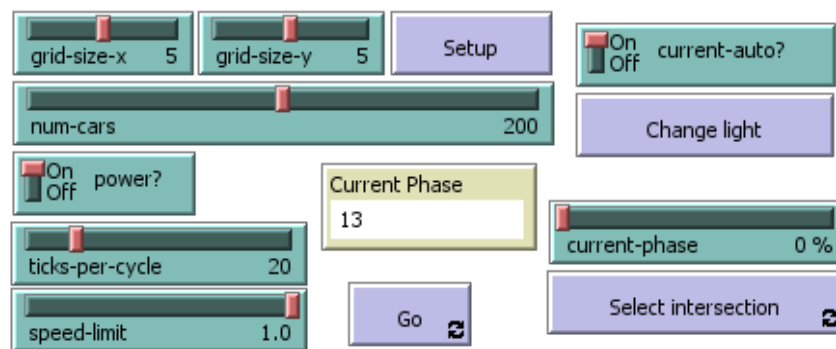 grid-size-x 5
grid-size-y 5
Setup
On
Off
current-auto?
num-cars 200
Change light
On
Off
power?
Current Phase
13
ticks-per-cycle 20
current-phase 0 %
speed-limit 1.0
Go
Select intersection